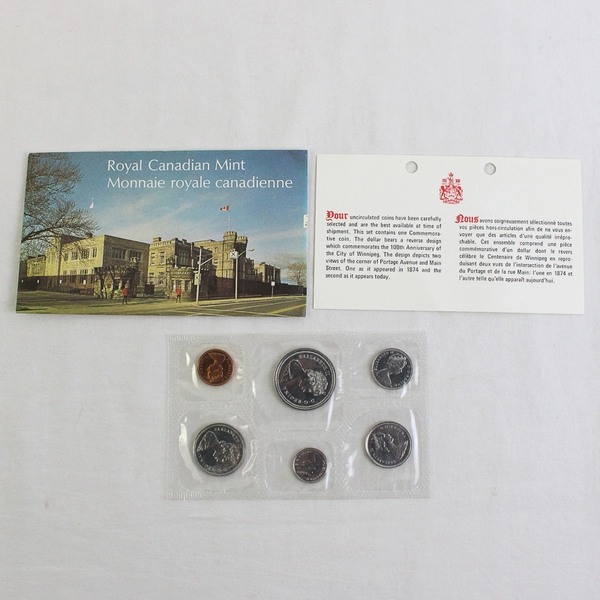 Royal Canadian Mint
Monnaie royale canadienne
Your uncirculated coins have been carefully
selected and are the best available at time of
shipment. This set contains one Commemora-
tive coin. The dollar bears a reverse design
which commemorates the 100th Anniversary of
the City of Winnipeg. The design depicts two
views of the corner of Portage Avenue and Main
Street. One as it appeared in 1874 and the
second as it appears today.
Nous avons soigneusement sélectionné toutes
vos pièces hors-circulation afin de ne vous en-
voyer que des articles d'une qualité irrépro-
chable. Cet ensemble comprend une pièce
commémorative d'un dollar dont le revers
célèbre le Centenaire de Winnipeg en repro-
duisant deux vues de l'intersection de l'avenue
du Portage et de la rue Main: l'une en 1874 et
l'autre telle qu'elle apparaît aujourd'hui.